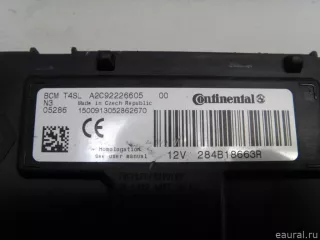 BCM T4SL A2C92226605 00
N3 Made in Czech Republic
05286 1500913052862670
Continental
CE
Homologation
See user manual
12V 284B18663R
eaural.ru